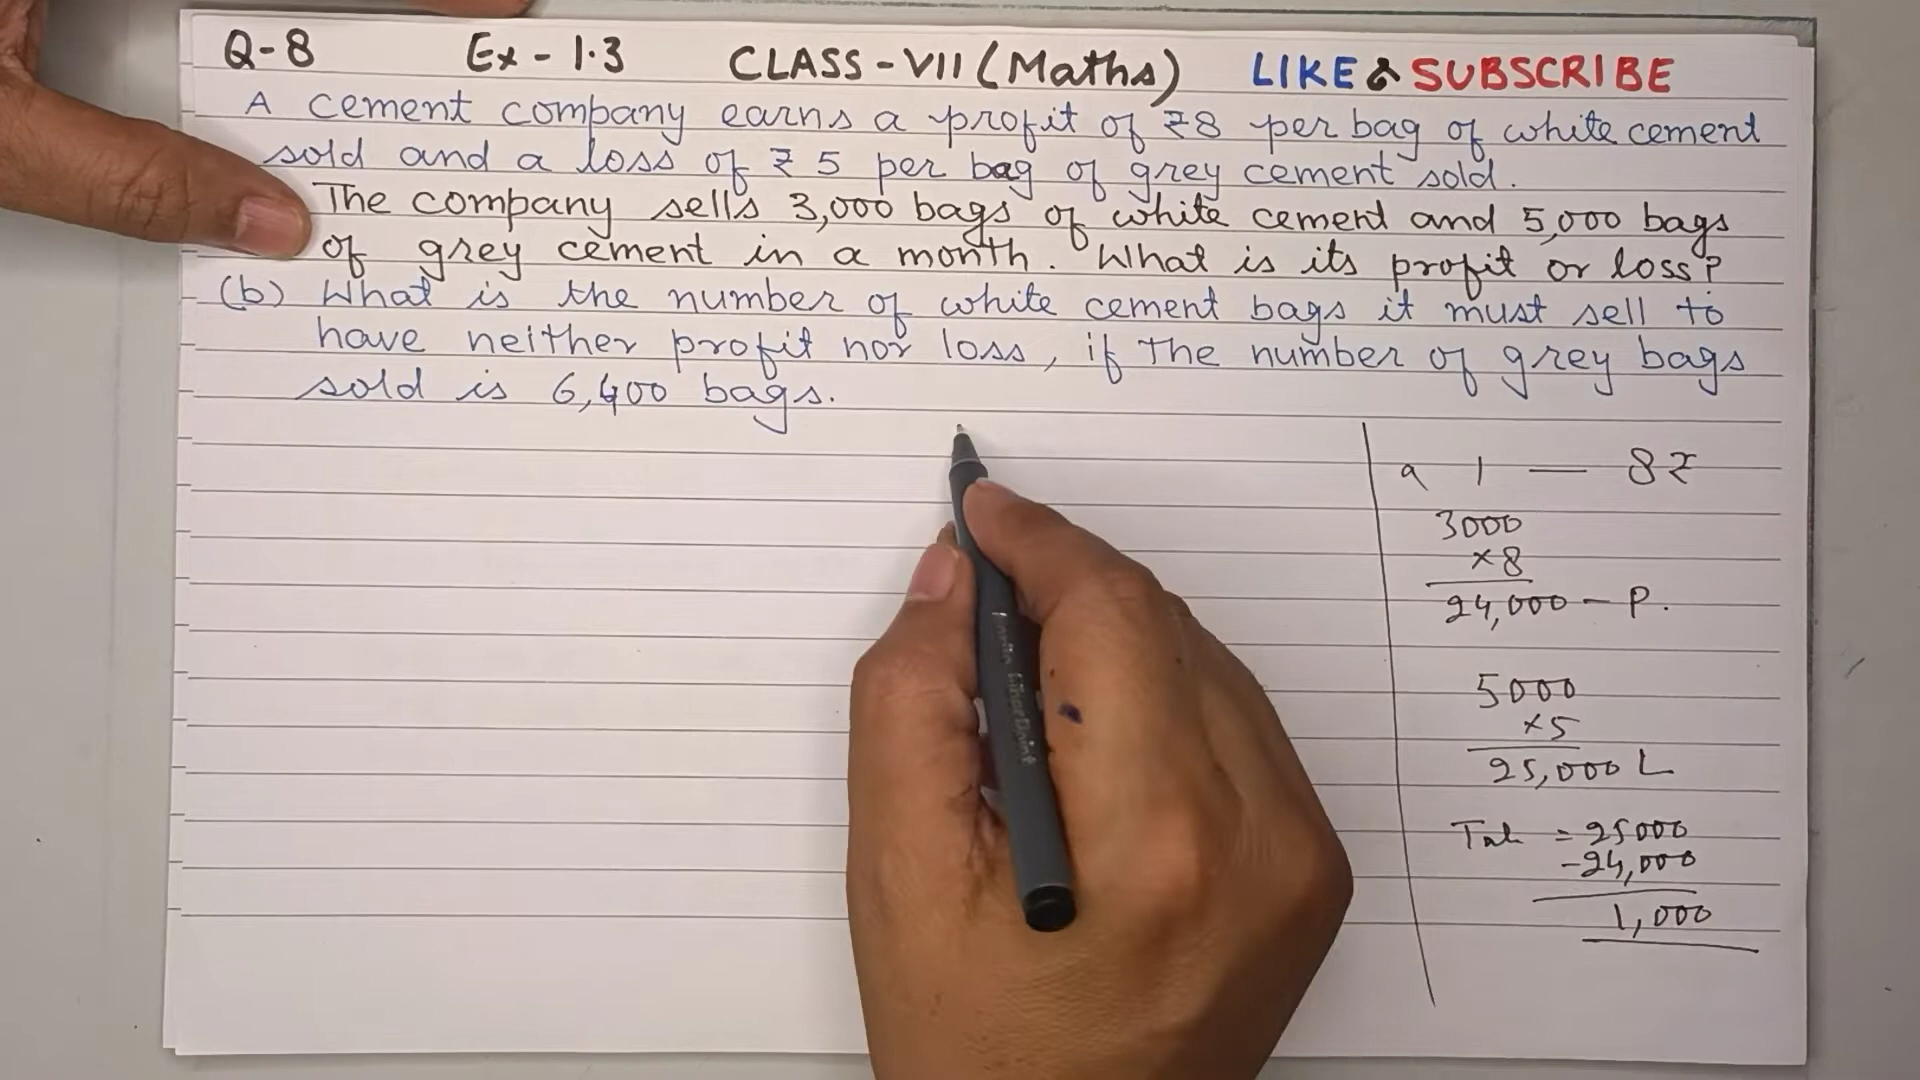 Q-8 Ex - 1.3 CLASS-VII (Maths) LIKE & SUBSCRIBE
A cement company earns a profit of ₹8 per bag of white cement
sold and a loss of ₹ 5 per bag of grey cement sold.
The company sells 3,000 bags of white cement and 5,000 bags
of grey cement in a month. What is its profit or loss?
(b) What is the number of white cement bags it must sell to
have neither profit nor loss, if the number of grey bags
sold is 6,400 bags.
a 1 — 8₹
3000
×8
24,000 - P.
5000
×5
25,000 L
= 25000
-24,000
1,000